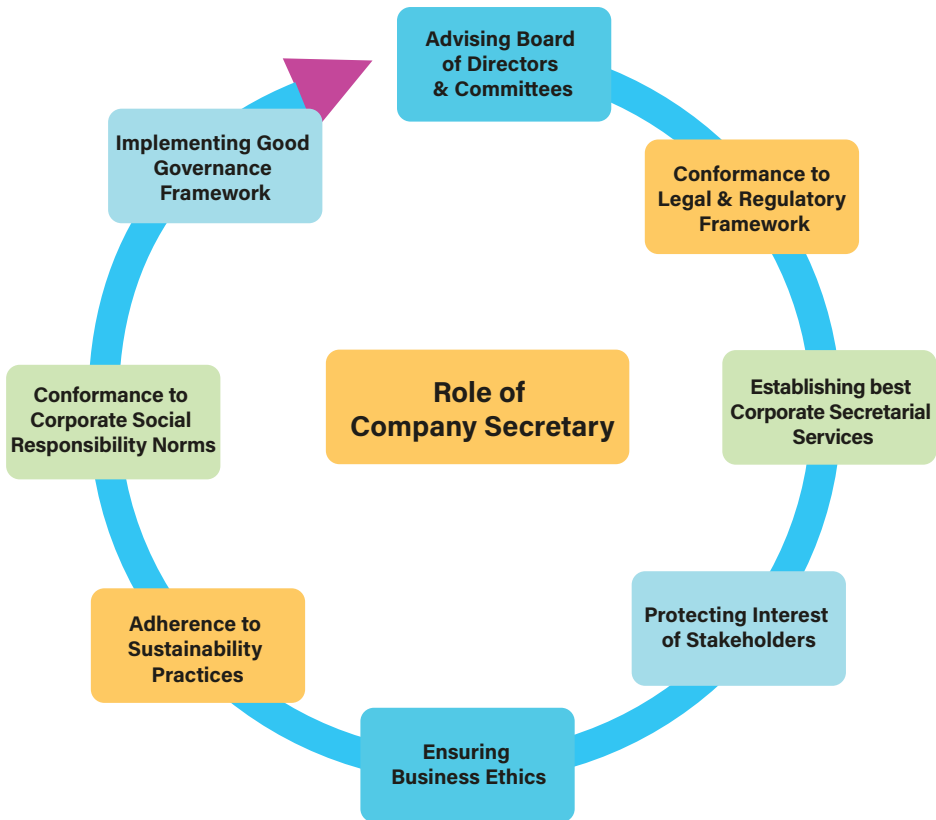 Advising Board
of Directors
& Committees
Conformance to
Legal & Regulatory
Framework
Establishing best
Corporate Secretarial
Services
Protecting Interest
of Stakeholders
Ensuring
Business Ethics
Adherence to
Sustainability
Practices
Conformance to
Corporate Social
Responsibility Norms
Implementing Good
Governance
Framework
Role of
Company Secretary